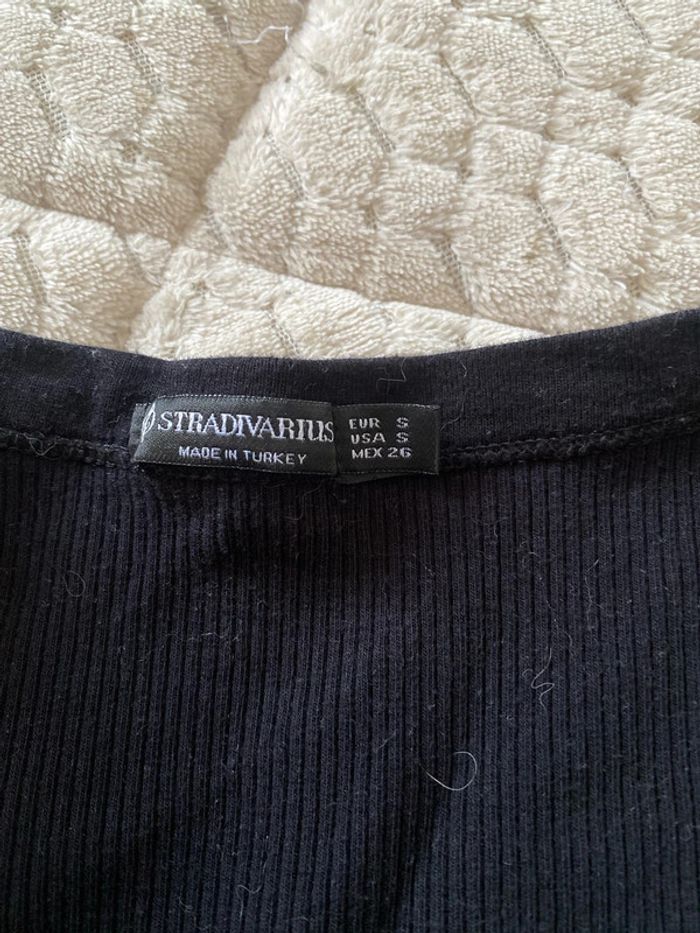 STRADIVARIUS
MADE IN TURKEY
EUR S
USA S
MEX 26